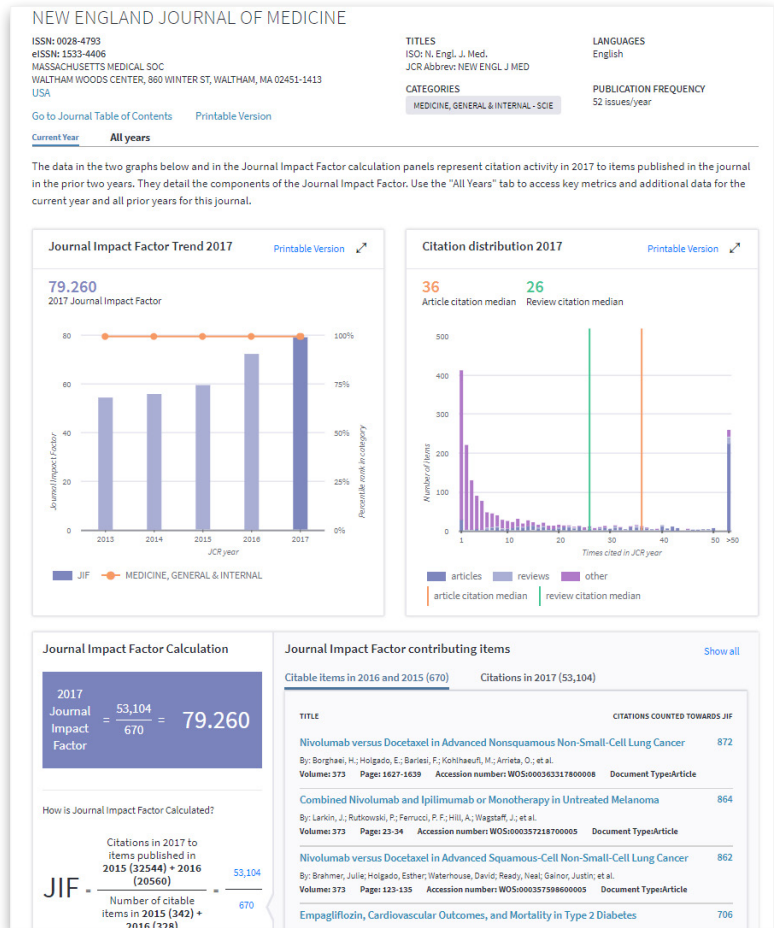 NEW ENGLAND JOURNAL OF MEDICINE
ISSN: 0028-4793
eISSN: 1533-4406
MASSACHUSETTS MEDICAL SOC
WALTHAM WOODS CENTER, 860 WINTER ST, WALTHAM, MA 02451-1413
USA
TITLES
ISO: N. Engl. J. Med.
JCR Abbrev: NEW ENGL J MED
LANGUAGES
English
CATEGORIES
MEDICINE, GENERAL & INTERNAL - SCIE
PUBLICATION FREQUENCY
52 issues/year
Go to Journal Table of Contents Printable Version
Current Year All years
The data in the two graphs below and in the Journal Impact Factor calculation panels represent citation activity in 2017 to items published in the journal
in the prior two years. They detail the components of the Journal Impact Factor. Use the "All Years" tab to access key metrics and additional data for the
current year and all prior years for this journal.
Journal Impact Factor Trend 2017 Printable Version
79.260
2017 Journal Impact Factor
80 100%
60 75%
40 50%
20 25%
0 0%
Journal Impact Factor
Percentile rank in category
2013 2014 2015 2016 2017
JCR year
JIF MEDICINE, GENERAL & INTERNAL
Citation distribution 2017 Printable Version
36 26
Article citation median Review citation median
500
400
300
200
100
0
Number of items
1 10 20 30 40 50 >50
Times cited in JCR year
articles reviews other
article citation median review citation median
Journal Impact Factor Calculation
2017
Journal
Impact
Factor
= 53,104
670
= 79.260
How is Journal Impact Factor Calculated?
JIF =
Citations in 2017 to
items published in
2015 (32544) + 2016
(20560)
Number of citable
items in 2015 (342) +
2016 (328)
= 53,104
670
Journal Impact Factor contributing items Show all
Citable items in 2016 and 2015 (670) Citations in 2017 (53,104)
TITLE CITATIONS COUNTED TOWARDS JIF
Nivolumab versus Docetaxel in Advanced Nonsquamous Non-Small-Cell Lung Cancer 872
By: Borghaei, H.; Holgado, E.; Barlesi, F.; Kohlhaeufl, M.; Arrieta, O.; et al.
Volume: 373 Page: 1627-1639 Accession number: WOS:000363317800008 Document Type:Article
Combined Nivolumab and Ipilimumab or Monotherapy in Untreated Melanoma 864
By: Larkin, J.; Rutkowski, P.; Ferrucci, P. F.; Hill, A.; Wagstaff, J.; et al.
Volume: 373 Page: 23-34 Accession number: WOS:000357218700005 Document Type:Article
Nivolumab versus Docetaxel in Advanced Squamous-Cell Non-Small-Cell Lung Cancer 862
By: Brahmer, Julie; Holgado, Esther; Waterhouse, David; Ready, Neal; Gainor, Justin; et al.
Volume: 373 Page: 123-135 Accession number: WOS:000357598600005 Document Type:Article
Empagliflozin, Cardiovascular Outcomes, and Mortality in Type 2 Diabetes 706